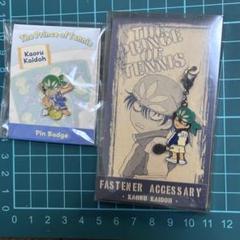 The Prince of Tennis
Kaoru
Kaidoh
Pin Badge
THE
PRINCE
OF
TENNIS
FASTENER ACCESSARY
- KAORU KAIDOH -
0 1 2 3 4 5 6 7 8 9 10 11 12